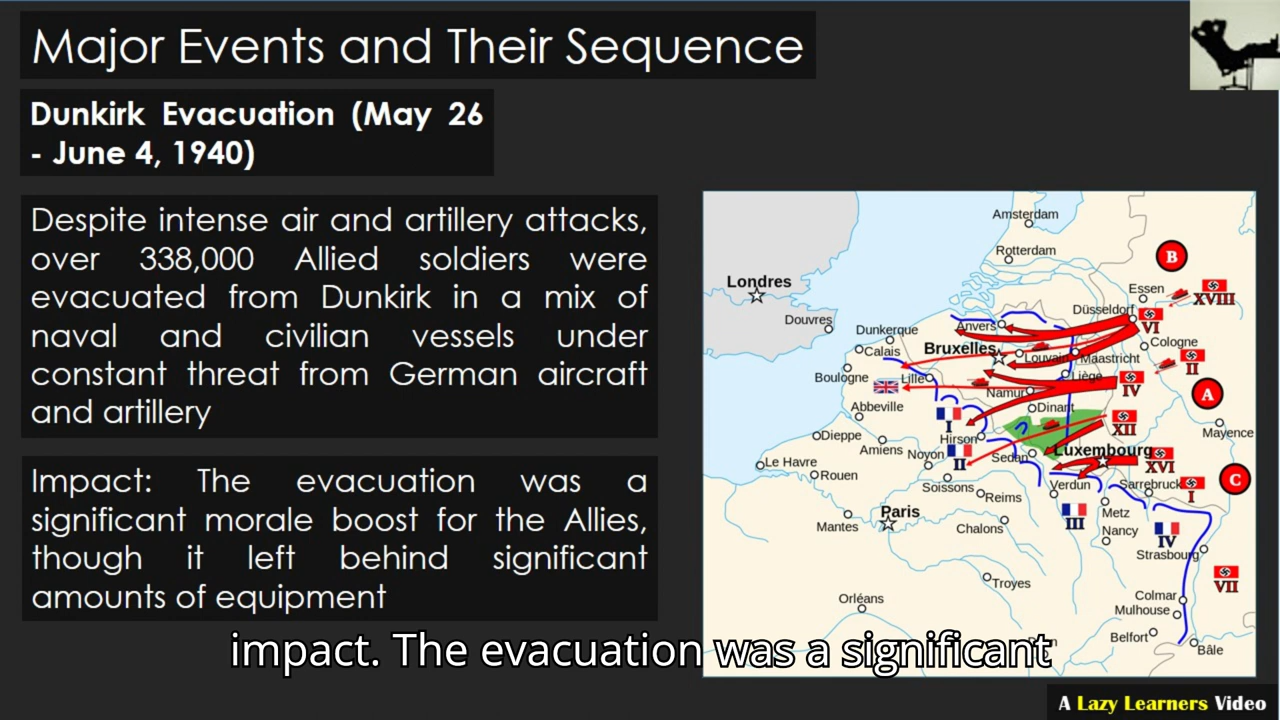 Major Events and Their Sequence
Dunkirk Evacuation (May 26
- June 4, 1940)
Despite intense air and artillery attacks,
over 338,000 Allied soldiers were
evacuated from Dunkirk in a mix of
naval and civilian vessels under
constant threat from German aircraft
and artillery
Impact: The evacuation was a
significant morale boost for the Allies,
though it left behind significant
amounts of equipment
Amsterdam
Rotterdam
B
Londres
Essen
XVIII
Douvres
Düsseldorf
VI
Dunkerque
Anvers
Calais
Bruxelles
Louvain
Maastricht
Cologne
II
Boulogne
Lille
Liège
IV
Namur
A
Abbeville
I
Dinant
XII
Dieppe
Hirson
Mayence
Amiens
Noyon
II
Sedan
Luxembourg
XVI
Le Havre
Rouen
Soissons
Reims
Verdun
Sarrebruck
I
C
Paris
Mantes
Chalons
III
Metz
Nancy
IV
Strasbourg
Troyes
VII
Orléans
Colmar
Mulhouse
Belfort
Bâle
impact. The evacuation was a significant
A Lazy Learners Video